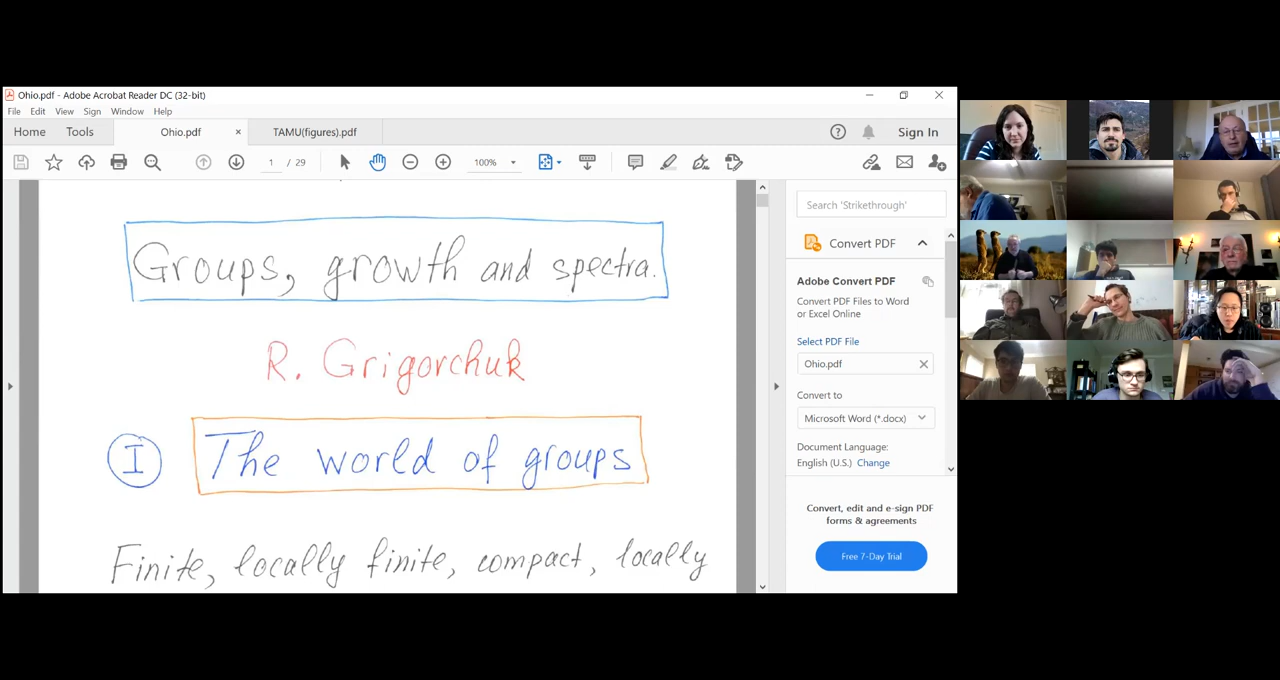 Ohio.pdf - Adobe Acrobat Reader DC (32-bit)
File Edit View Sign Window Help
Home Tools Ohio.pdf × TAMU(figures).pdf Sign In
1 / 29 100%
Groups, growth and spectra.
R. Grigorchuk
I The world of groups
Finite, locally finite, compact, locally
Search 'Strikethrough'
Convert PDF
Adobe Convert PDF
Convert PDF Files to Word
or Excel Online
Select PDF File
Ohio.pdf
Convert to
Microsoft Word (*.docx)
Document Language:
English (U.S.) Change
Convert, edit and e-sign PDF
forms & agreements
Free 7-Day Trial